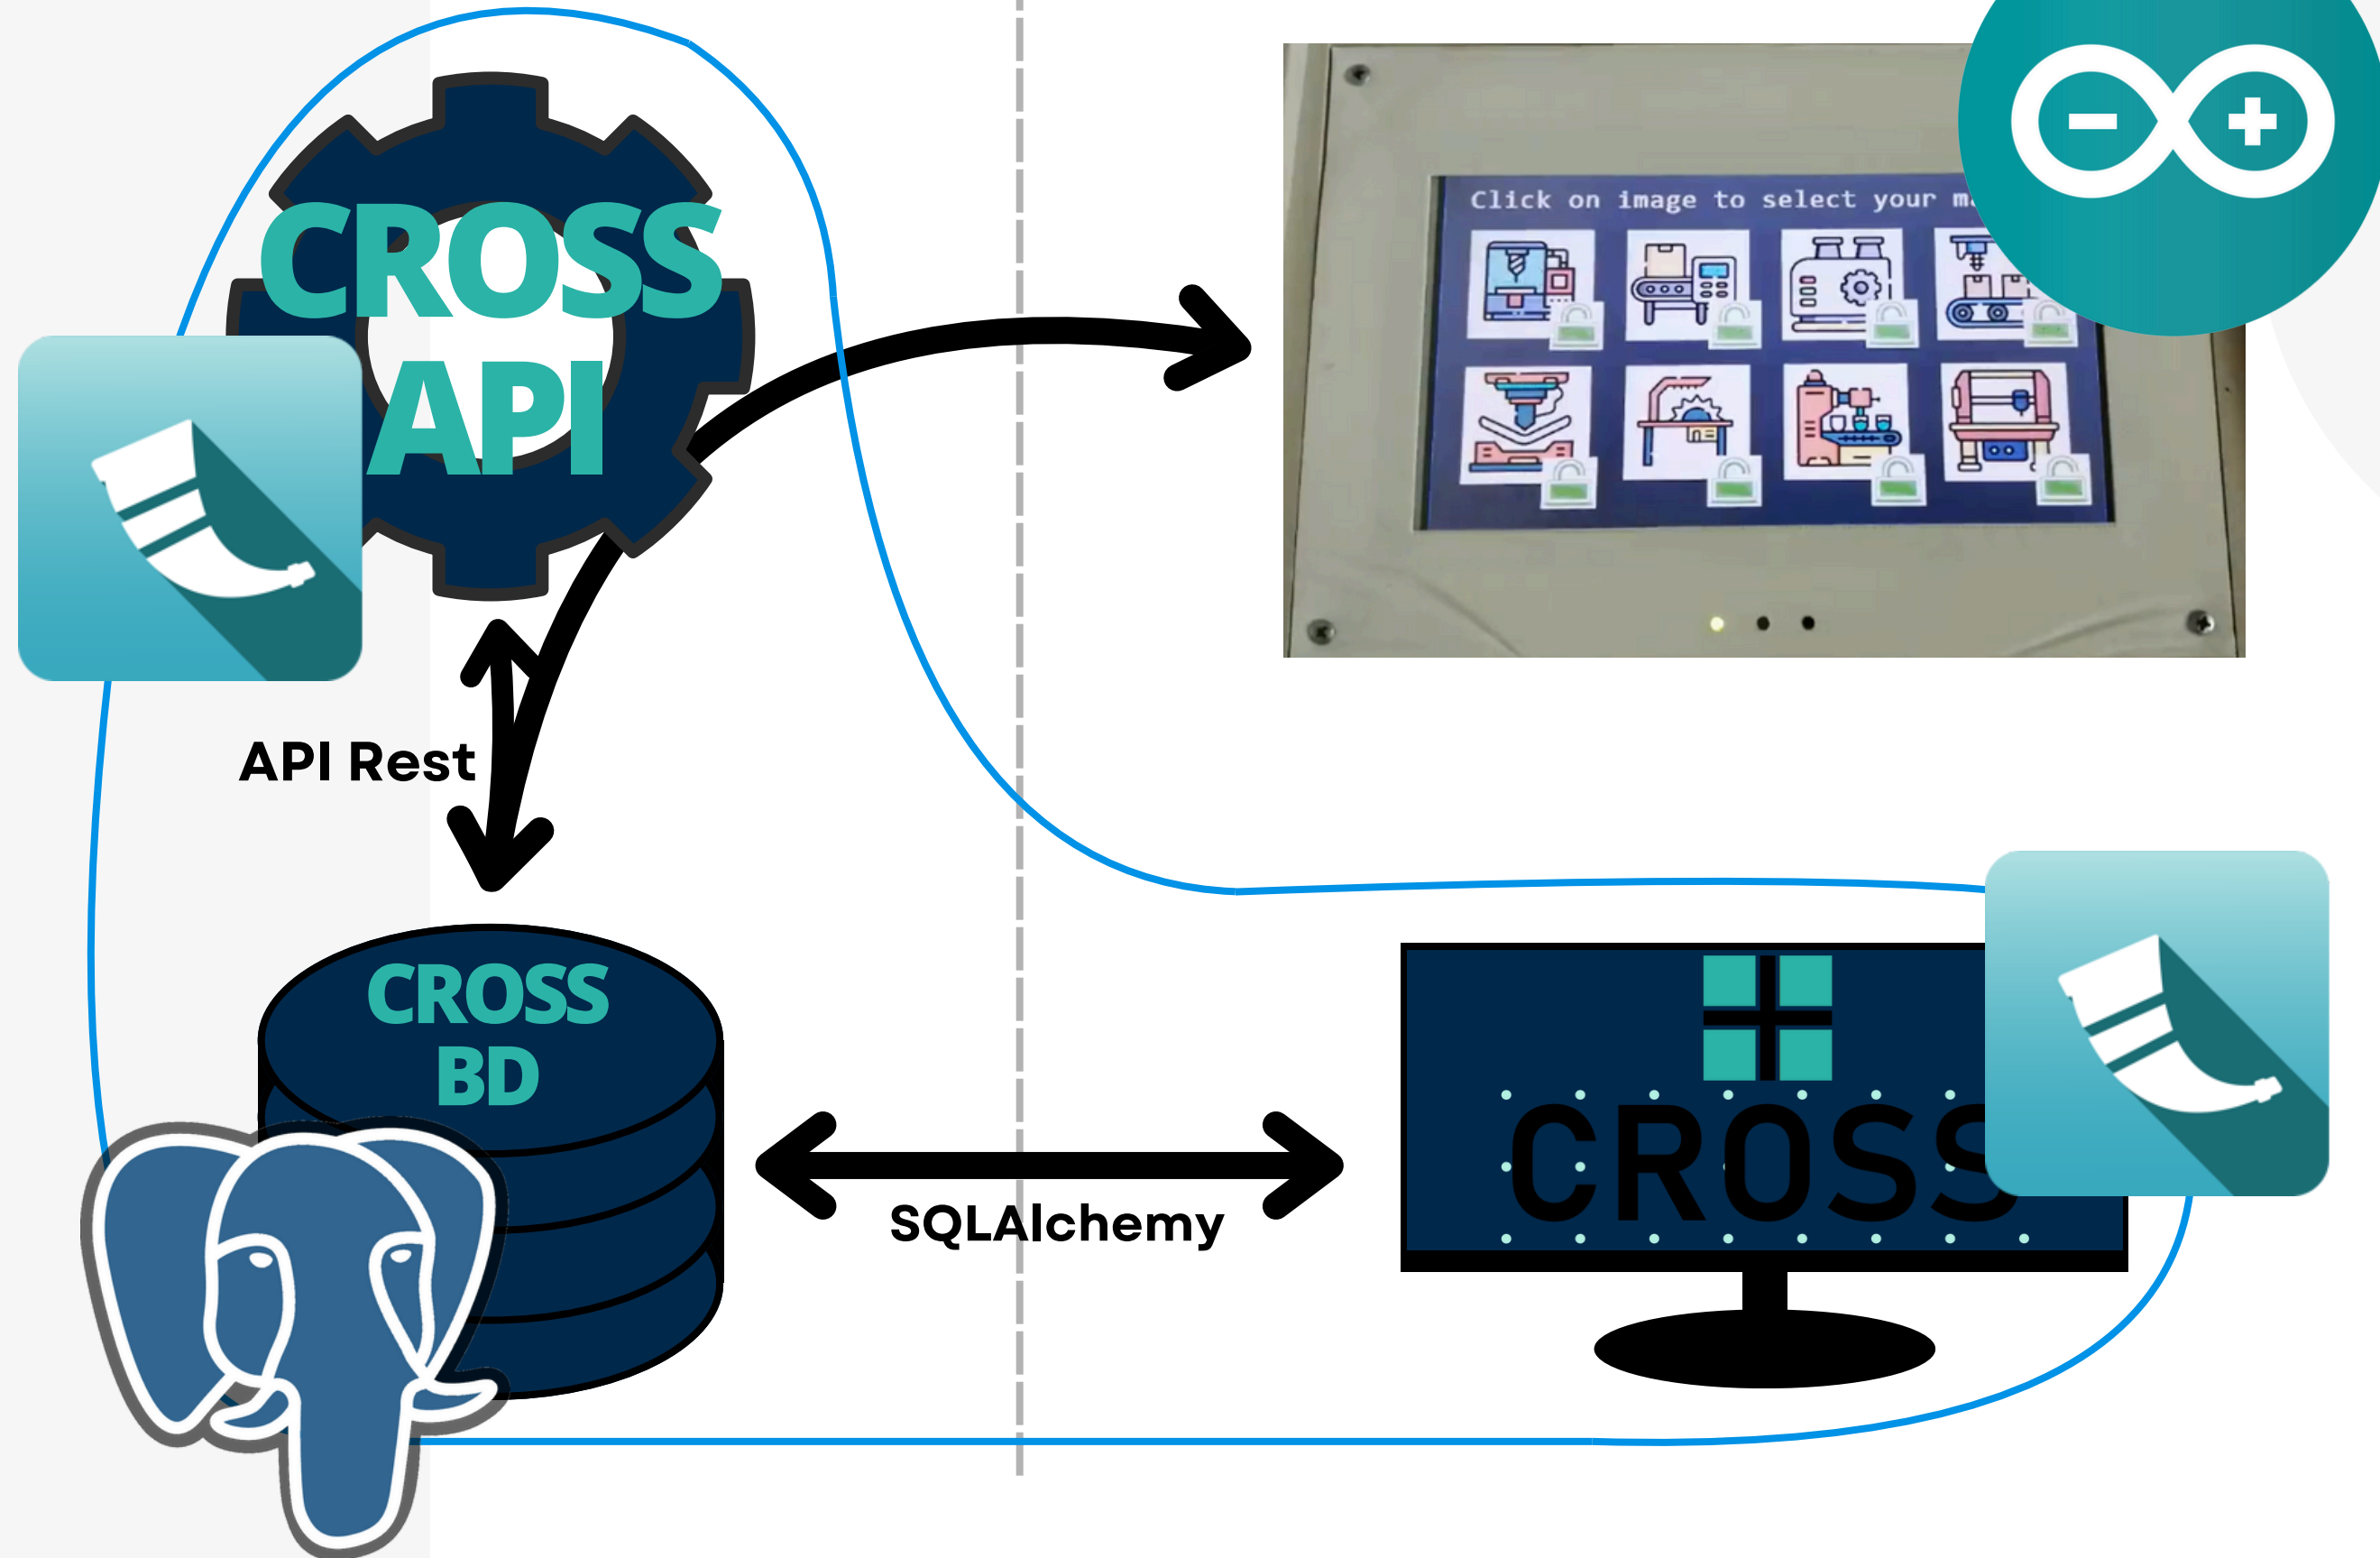 CROSS
API
Click on image to select your
API Rest
CROSS
BD
SQLAlchemy
CROSS